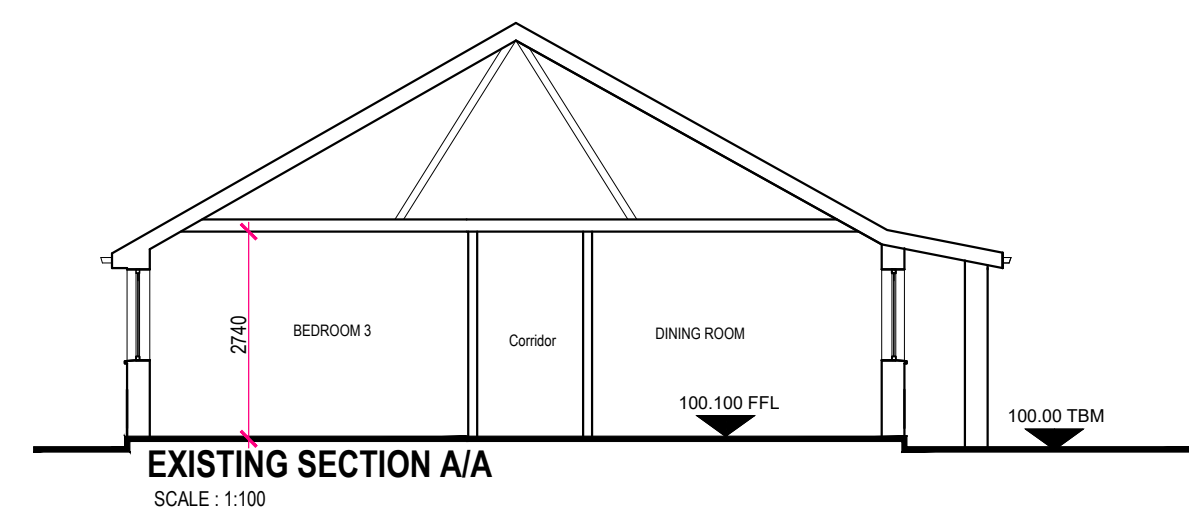 2740
BEDROOM 3
Corridor
DINING ROOM
100.100 FFL
100.00 TBM
EXISTING SECTION A/A
SCALE : 1:100